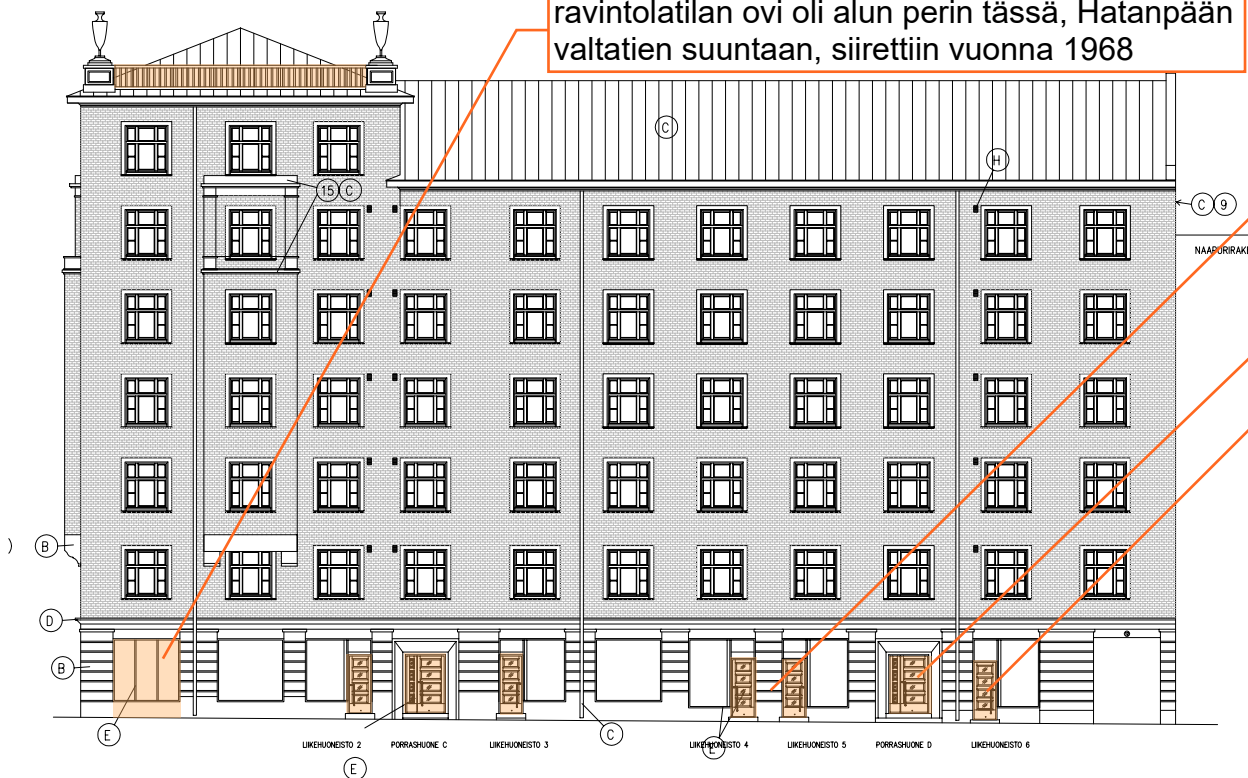 ravintolatilan ovi oli alun perin tässä, Hatanpään
valtatien suuntaan, siirettiin vuonna 1968
C
H
15 C
C 9
NAAPURIRAKE
) B
D
B
E
C
E
LIIKEHUONEISTO 2 PORRASHUONE C LIIKEHUONEISTO 3 LIIKEHUONEISTO 4 LIIKEHUONEISTO 5 PORRASHUONE D LIIKEHUONEISTO 6
E